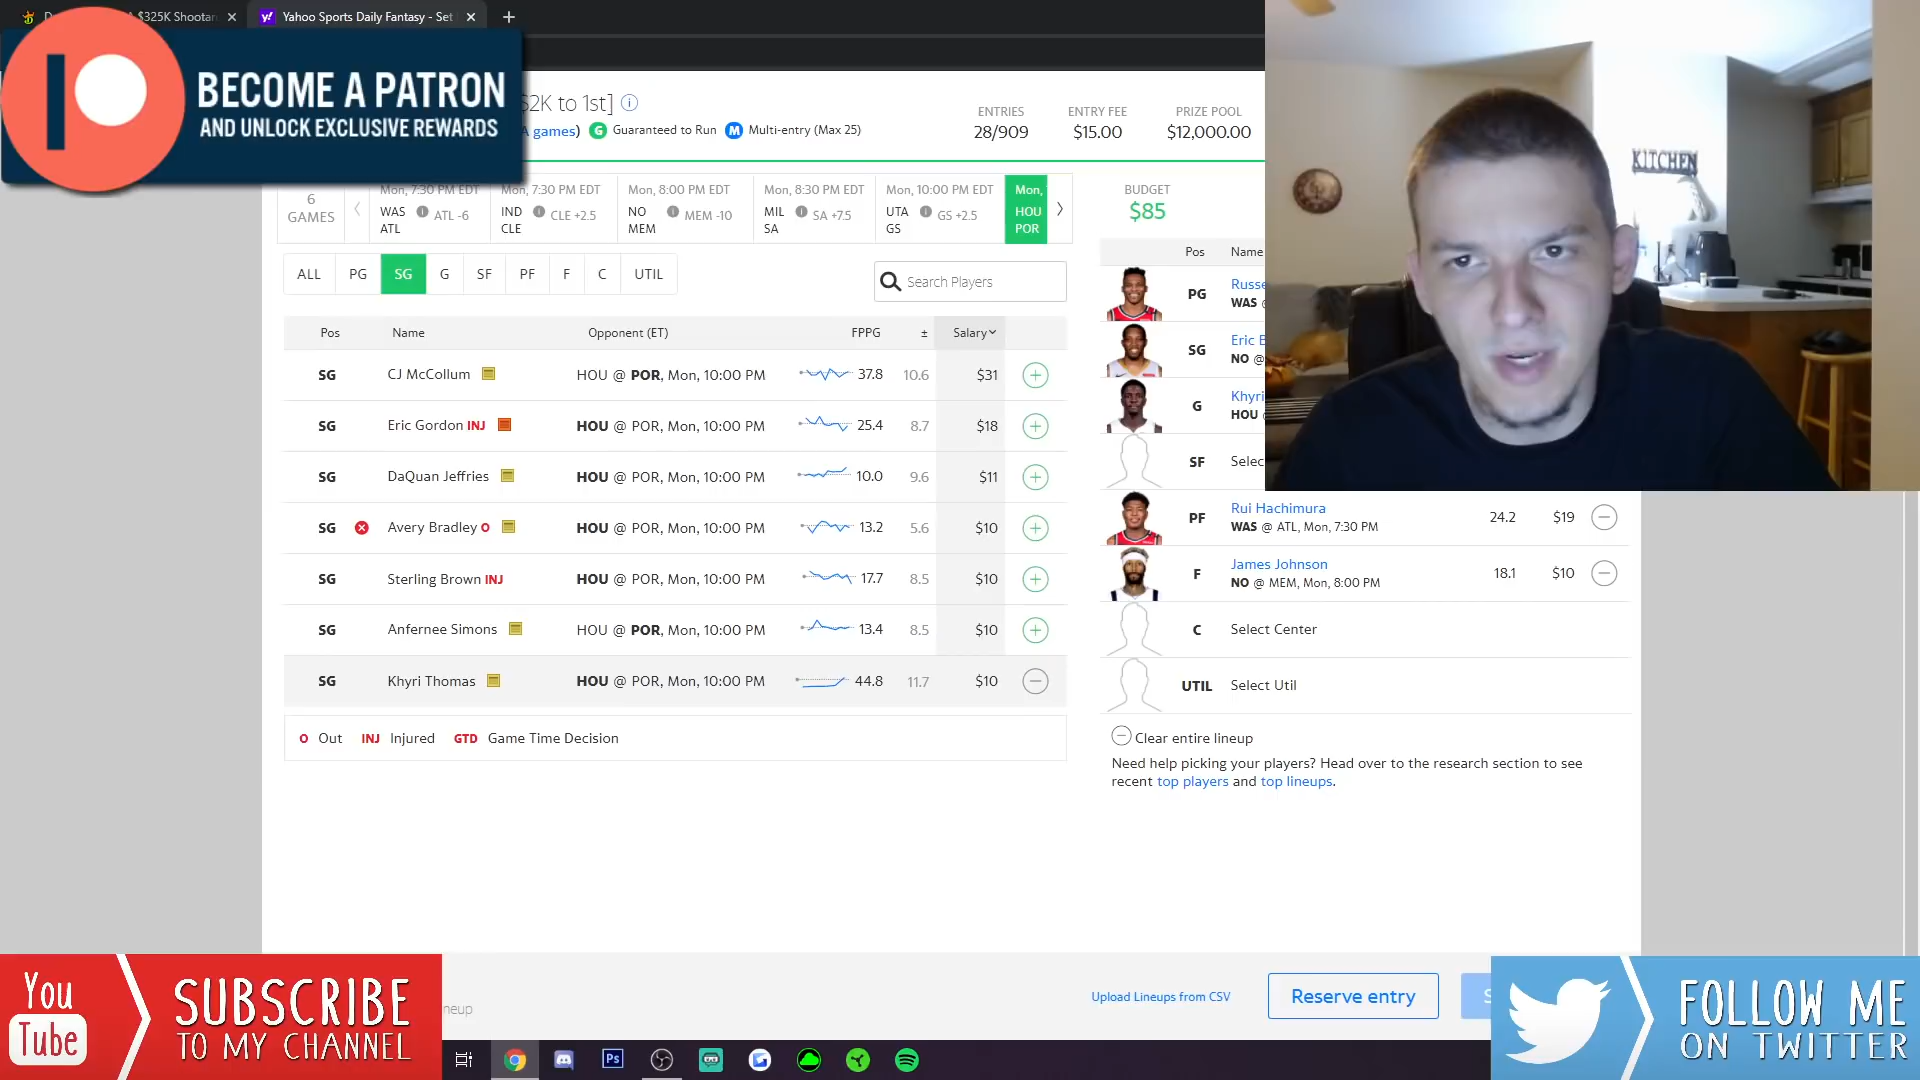 $325K Shootar
Yahoo Sports Daily Fantasy - Set
BECOME A PATRON
AND UNLOCK EXCLUSIVE REWARDS
$2K to 1st]
games)
G Guaranteed to Run
M Multi-entry (Max 25)
ENTRIES
28/909
ENTRY FEE
$15.00
PRIZE POOL
$12,000.00
6
GAMES
Mon, 7:30 PM EDT
WAS ATL -6
ATL
Mon, 7:30 PM EDT
IND CLE +2.5
CLE
Mon, 8:00 PM EDT
NO MEM -10
MEM
Mon, 8:30 PM EDT
MIL SA +7.5
SA
Mon, 10:00 PM EDT
UTA GS +2.5
GS
Mon,
HOU
POR
BUDGET
$85
ALL PG SG G SF PF F C UTIL
Search Players
Pos Name Opponent (ET) FPPG ± Salary
SG CJ McCollum HOU @ POR, Mon, 10:00 PM 37.8 10.6 $31
SG Eric Gordon INJ HOU @ POR, Mon, 10:00 PM 25.4 8.7 $18
SG DaQuan Jeffries HOU @ POR, Mon, 10:00 PM 10.0 9.6 $11
SG Avery Bradley O HOU @ POR, Mon, 10:00 PM 13.2 5.6 $10
SG Sterling Brown INJ HOU @ POR, Mon, 10:00 PM 17.7 8.5 $10
SG Anfernee Simons HOU @ POR, Mon, 10:00 PM 13.4 8.5 $10
SG Khyri Thomas HOU @ POR, Mon, 10:00 PM 44.8 11.7 $10
O Out INJ Injured GTD Game Time Decision
Pos Name
PG Russe
WAS
SG Eric B
NO @
G Khyri
HOU
SF Selec
PF Rui Hachimura 24.2 $19
WAS @ ATL, Mon, 7:30 PM
F James Johnson 18.1 $10
NO @ MEM, Mon, 8:00 PM
C Select Center
UTIL Select Util
Clear entire lineup
Need help picking your players? Head over to the research section to see
recent top players and top lineups.
KITCHEN
You
Tube
SUBSCRIBE
TO MY CHANNEL
neup
Upload Lineups from CSV
Reserve entry
S
FOLLOW ME
ON TWITTER
Ps